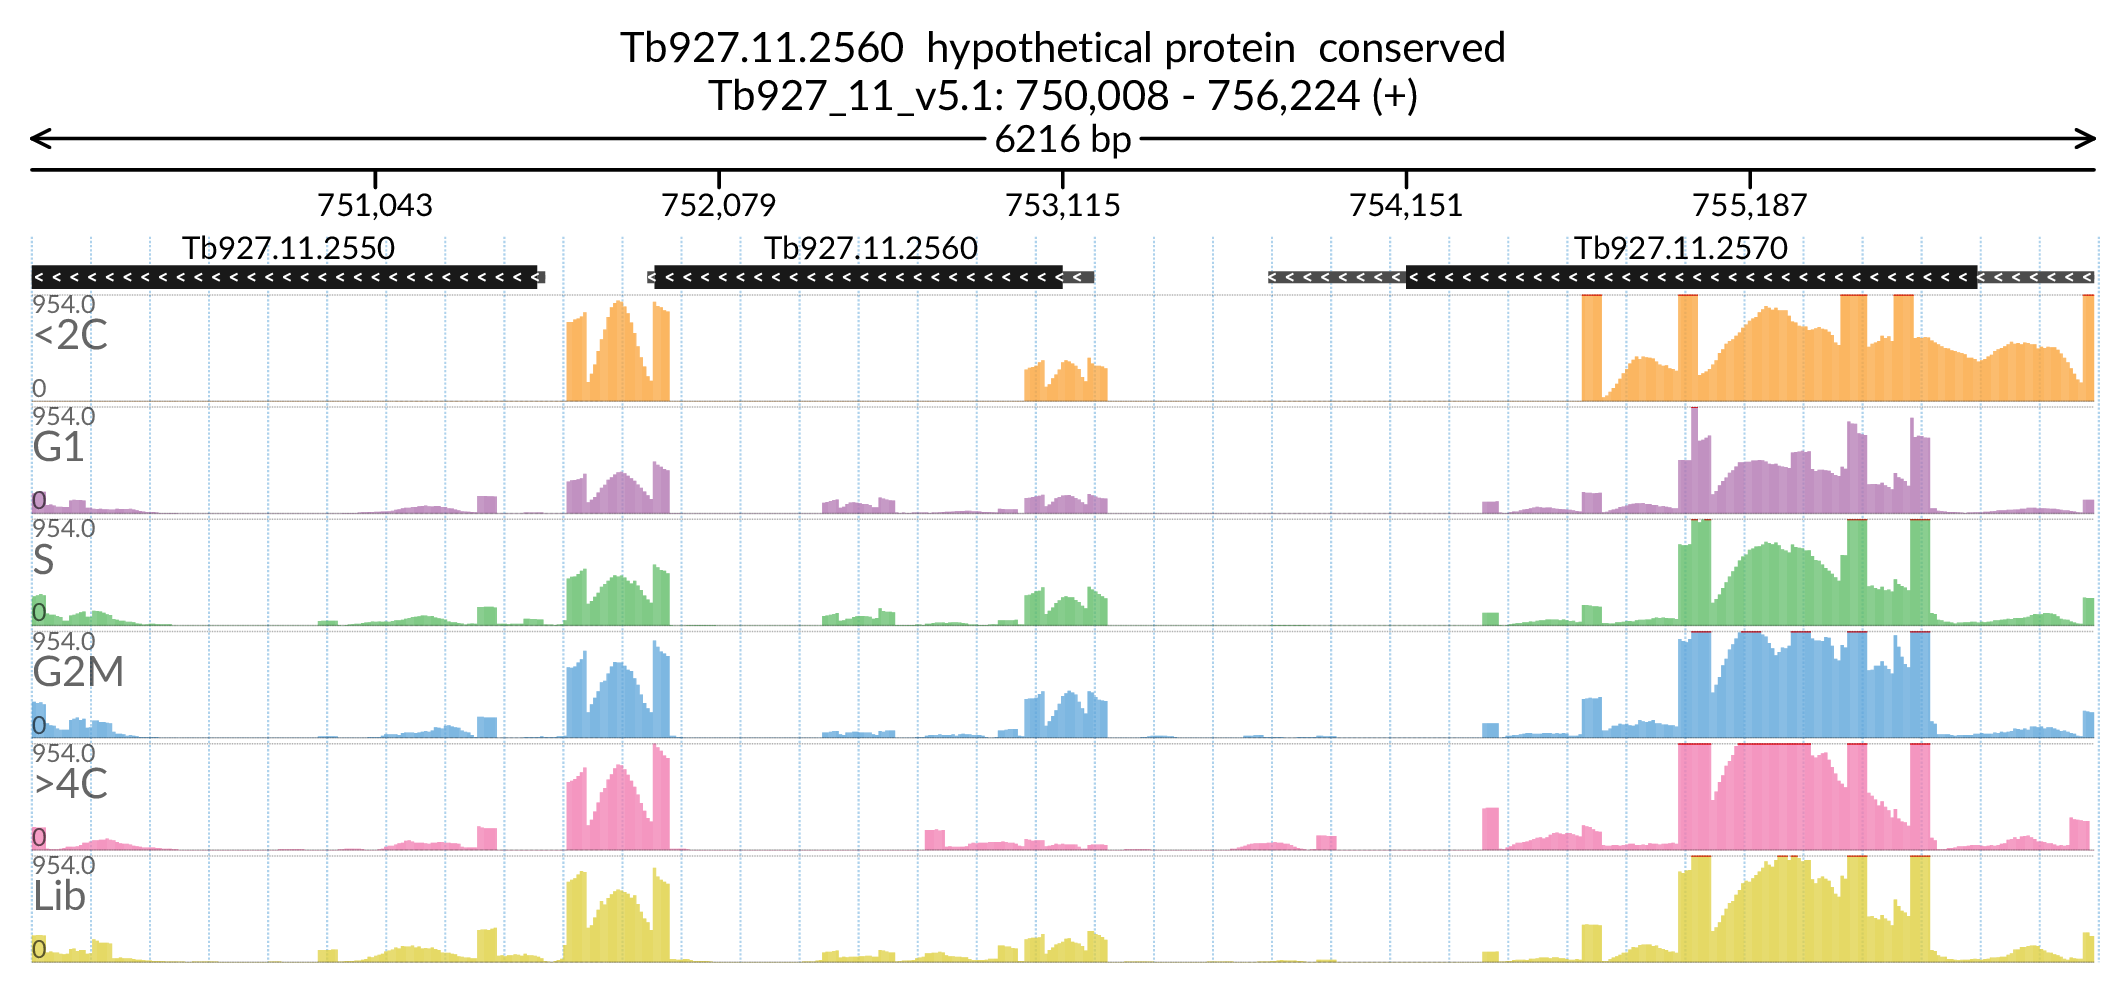 Tb927.11.2560 hypothetical protein conserved
Tb927_11_v5.1: 750,008 - 756,224 (+)
6216 bp
751,043 752,079 753,115 754,151 755,187
Tb927.11.2550 Tb927.11.2560 Tb927.11.2570
954.0
<2C
0
954.0
G1
0
954.0
S
0
954.0
G2M
0
954.0
>4C
0
954.0
Lib
0